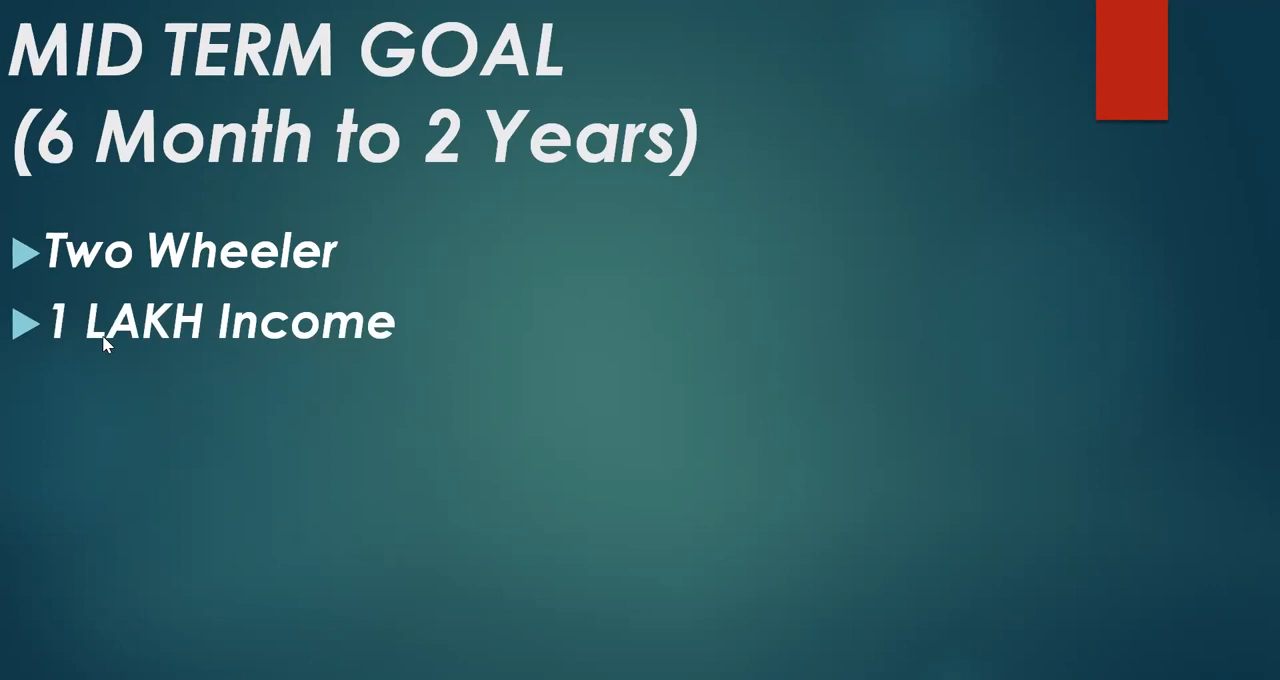 MID TERM GOAL
(6 Month to 2 Years)
Two Wheeler
1 LAKH Income